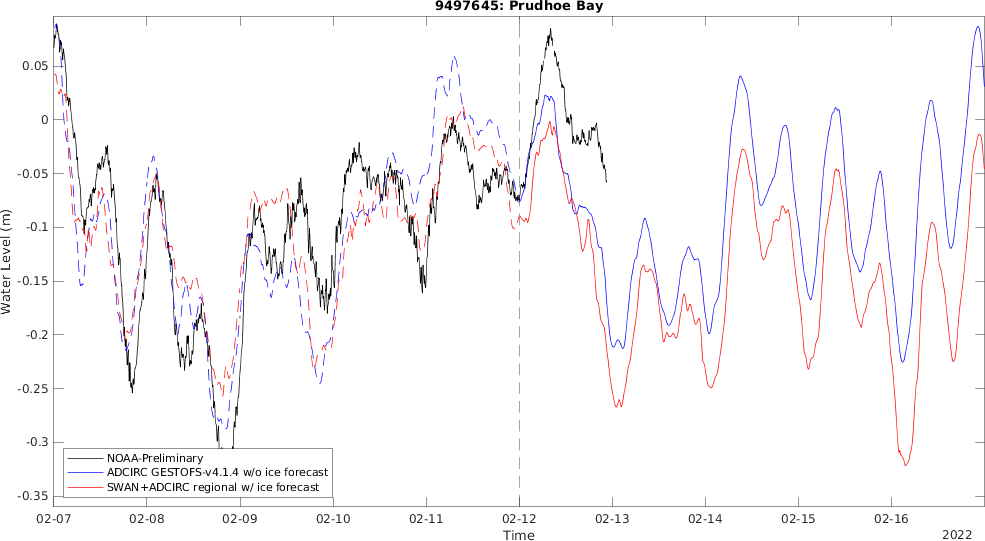 9497645: Prudhoe Bay
Water Level (m)
0.05
0
-0.05
-0.1
-0.15
-0.2
-0.25
-0.3
-0.35
NOAA-Preliminary
ADCIRC GESTOFS-v4.1.4 w/o ice forecast
SWAN+ADCIRC regional w/ ice forecast
02-07 02-08 02-09 02-10 02-11 02-12 02-13 02-14 02-15 02-16
Time
2022